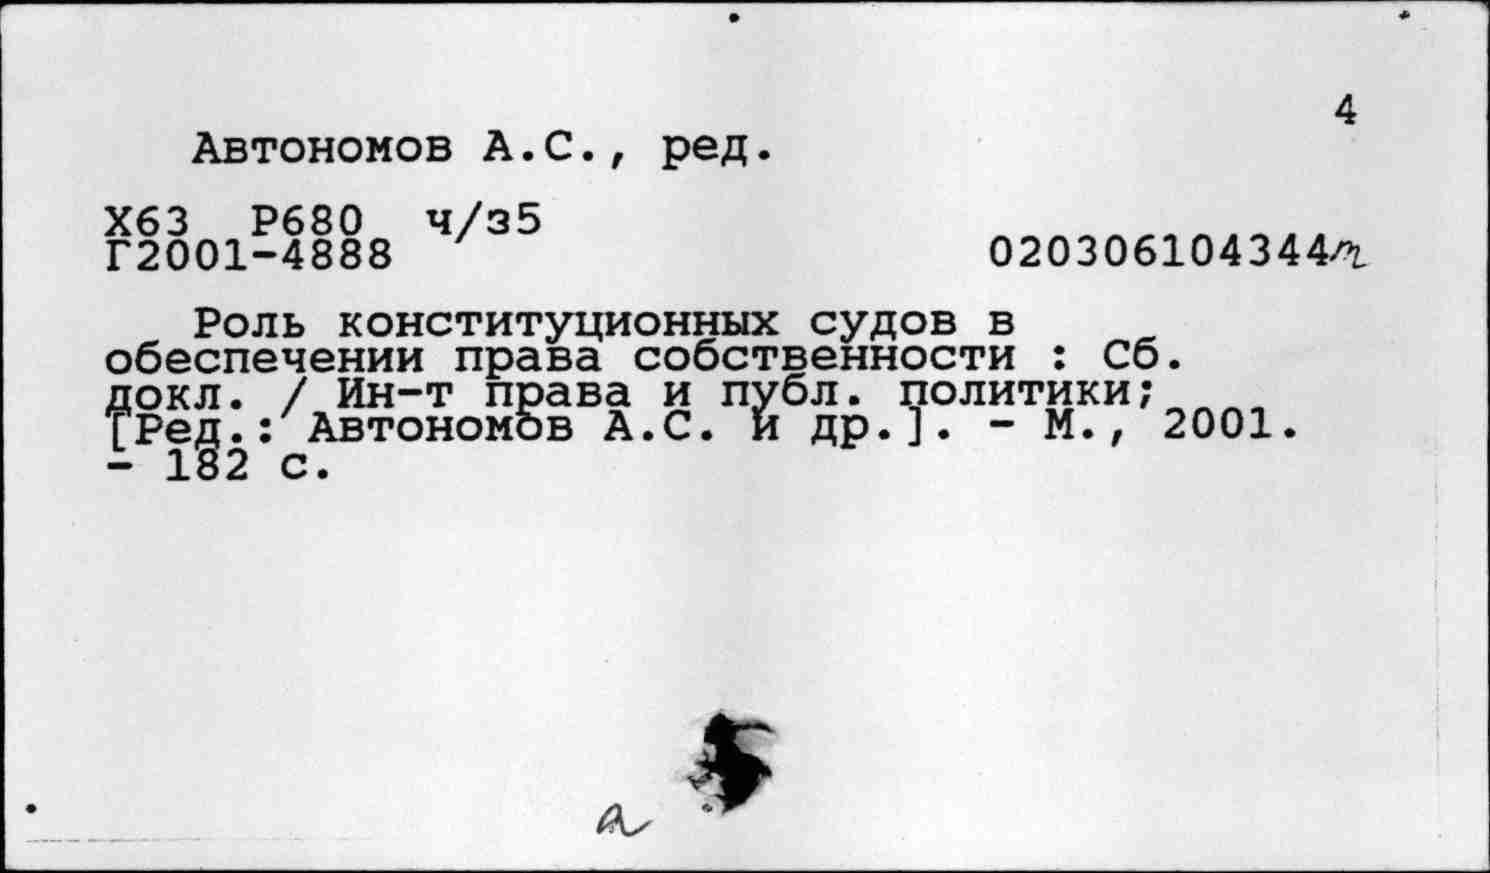 4
Автономов А.С., ред.
Х63 Р680 ч/з5
Г2001-4888 020306104344
Роль конституционных судов в
обеспечении права собственности : Сб.
докл. / Ин-т права и публ. политики;
[Ред.: Автономов А.С. и др.]. - М., 2001.
- 182 с.